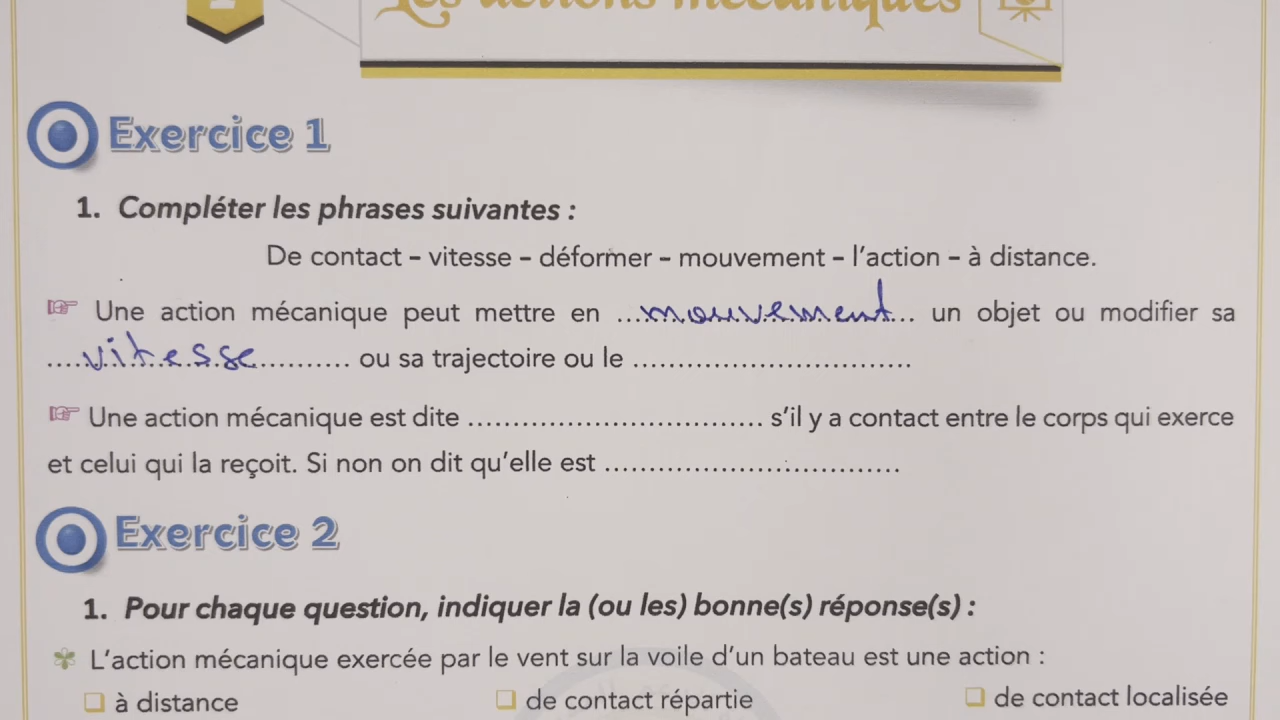 Les actions mécaniques
Exercice 1
1. Compléter les phrases suivantes :
De contact – vitesse – déformer – mouvement – l'action – à distance.
Une action mécanique peut mettre en ...mouvement... un objet ou modifier sa
....vitesse.......... ou sa trajectoire ou le ...............................
Une action mécanique est dite ................................ s'il y a contact entre le corps qui exerce
et celui qui la reçoit. Si non on dit qu'elle est ................................
Exercice 2
1. Pour chaque question, indiquer la (ou les) bonne(s) réponse(s) :
L'action mécanique exercée par le vent sur la voile d'un bateau est une action :
à distance de contact répartie de contact localisée